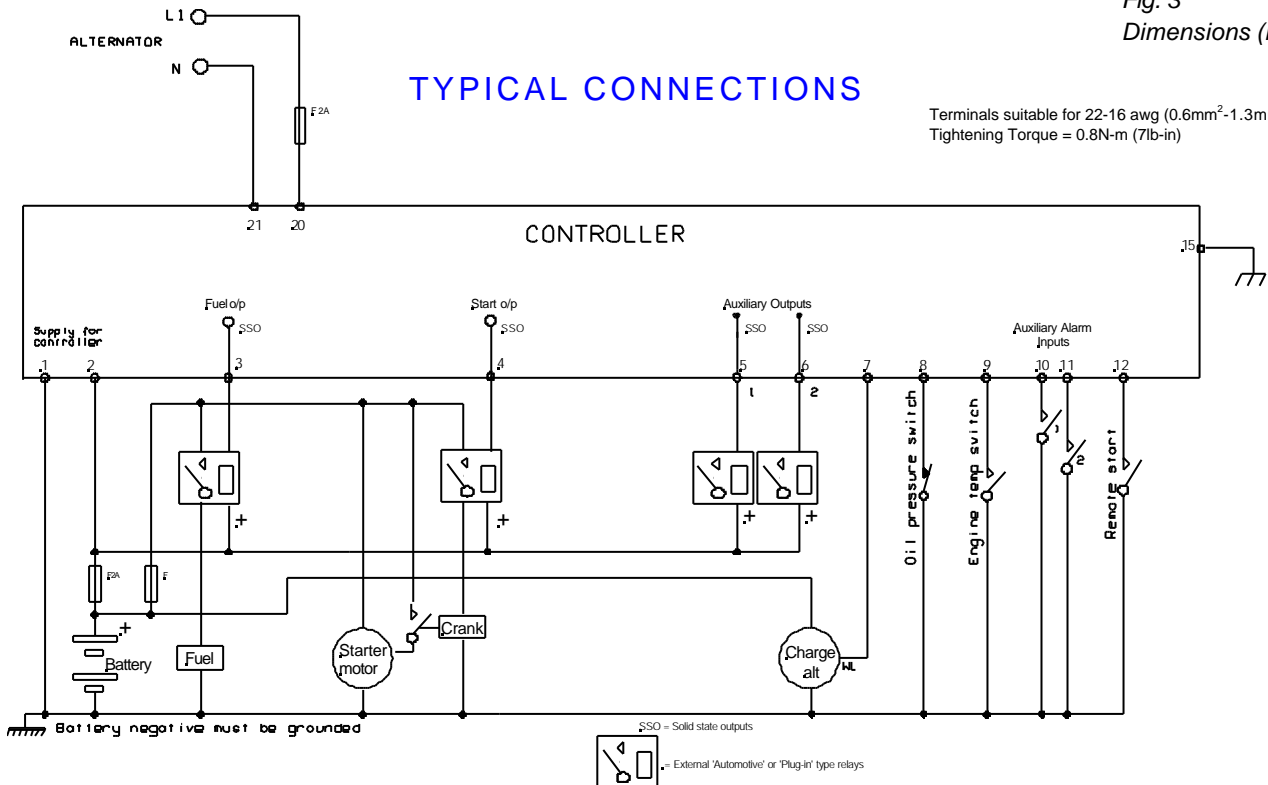 Fig. 3
Dimensions (
L1
ALTERNATOR
N
F 2A
TYPICAL CONNECTIONS
Terminals suitable for 22-16 awg (0.6mm²-1.3m
Tightening Torque = 0.8N-m (7lb-in)
21
20
CONTROLLER
15
Fuel o/p
SSO
Start o/p
SSO
Auxiliary Outputs
SSO
SSO
Supply for
controller
Auxiliary Alarm
Inputs
1
2
3
4
5
6
7
8
9
10
11
12
1
2
Oil pressure switch
Engine temp switch
1
2
Remote start
+
+
+
+
F2A
F
+
Battery
Fuel
Starter
motor
Crank
Charge
alt
WL
Battery negative must be grounded
SSO = Solid state outputs
= External 'Automotive' or 'Plug-in' type relays